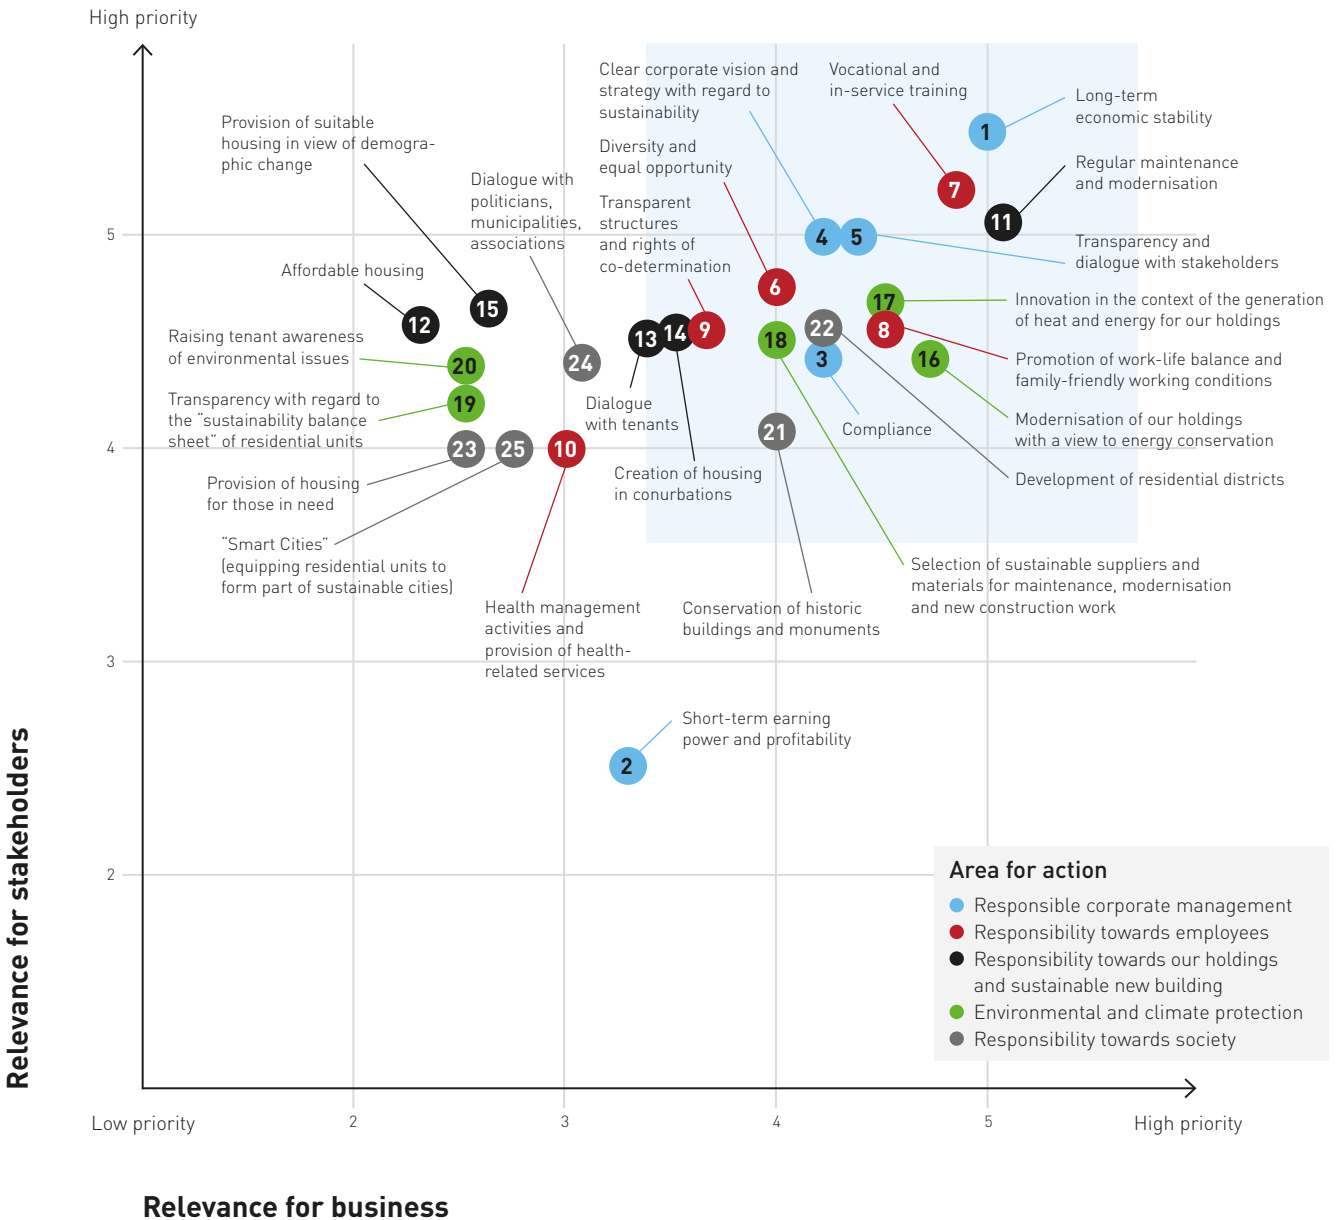 High priority
Clear corporate vision and
strategy with regard to
sustainability
Vocational and
in-service training
Long-term
economic stability
Provision of suitable
housing in view of demogra-
phic change
1
Diversity and
equal opportunity
Regular maintenance
and modernisation
Dialogue with
politicians,
municipalities,
associations
7
Transparent
structures
and rights of
co-determination
11
5
4
5
Transparency and
dialogue with stakeholders
Affordable housing
6
15
17
Innovation in the context of the generation
of heat and energy for our holdings
12
Raising tenant awareness
of environmental issues
13
14
9
18
22
8
3
16
Promotion of work-life balance and
family-friendly working conditions
20
24
Transparency with regard to
the “sustainability balance
sheet” of residential units
19
Dialogue
with tenants
21
Compliance
Modernisation of our holdings
with a view to energy conservation
4
23
25
10
Provision of housing
for those in need
Creation of housing
in conurbations
Development of residential districts
“Smart Cities”
(equipping residential units to
form part of sustainable cities)
Selection of sustainable suppliers and
materials for maintenance, modernisation
and new construction work
Health management
activities and
provision of health-
related services
Conservation of historic
buildings and monuments
3
Short-term earning
power and profitability
2
2
Relevance for stakeholders
Area for action
Responsible corporate management
Responsibility towards employees
Responsibility towards our holdings
and sustainable new building
Environmental and climate protection
Responsibility towards society
Low priority
2
3
4
5
High priority
Relevance for business